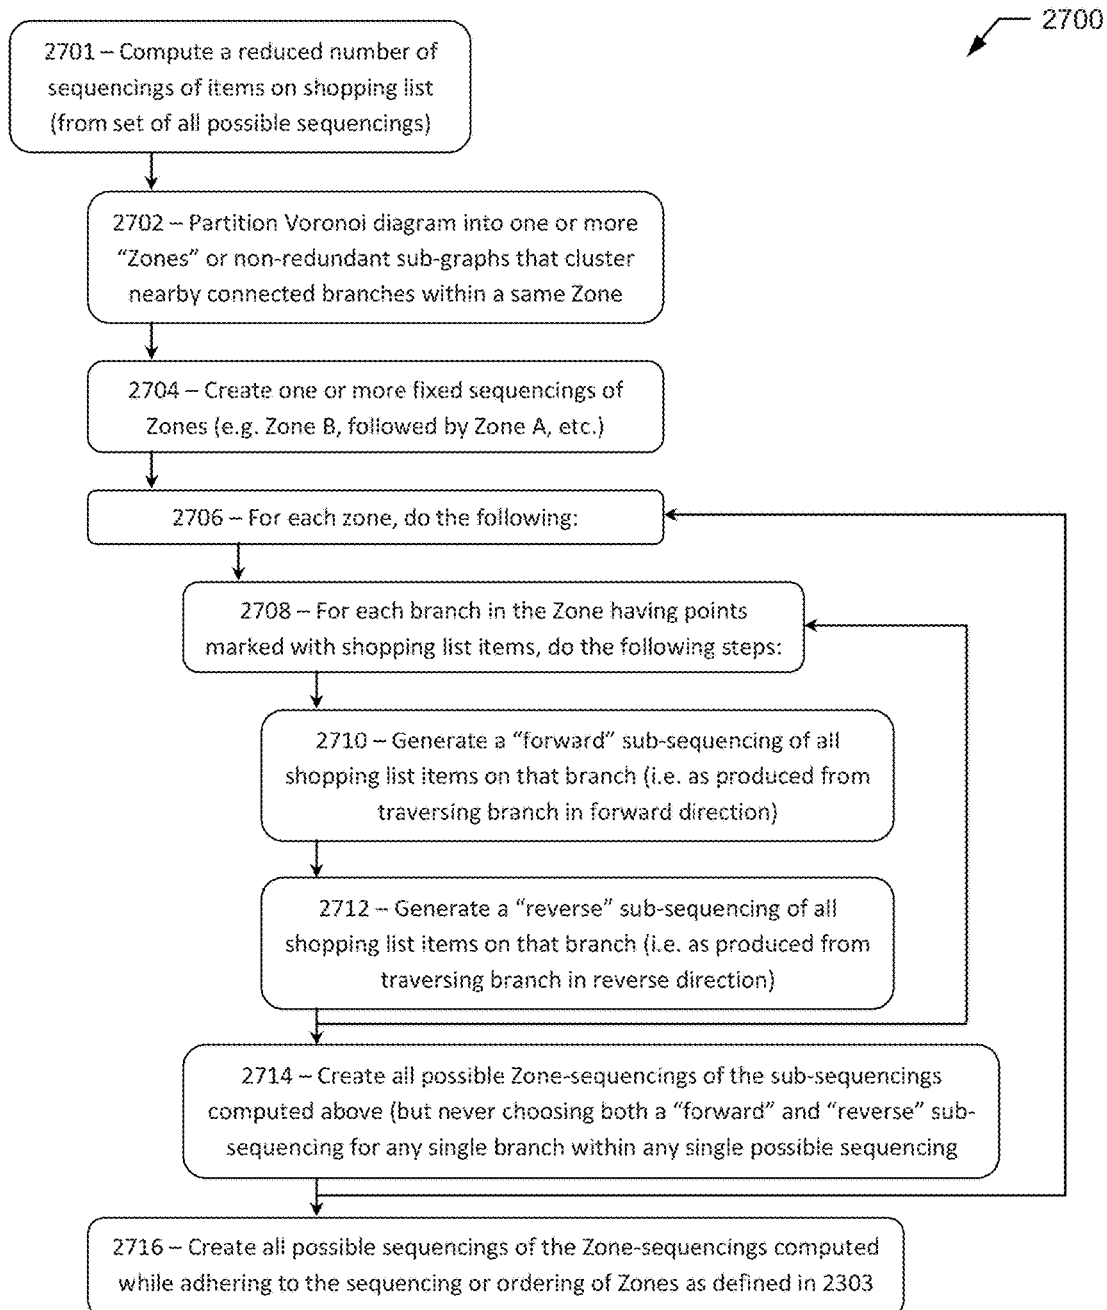 2700
2701 – Compute a reduced number of
sequencings of items on shopping list
(from set of all possible sequencings)
2702 – Partition Voronoi diagram into one or more
“Zones” or non-redundant sub-graphs that cluster
nearby connected branches within a same Zone
2704 – Create one or more fixed sequencings of
Zones (e.g. Zone B, followed by Zone A, etc.)
2706 – For each zone, do the following:
2708 – For each branch in the Zone having points
marked with shopping list items, do the following steps:
2710 – Generate a “forward” sub-sequencing of all
shopping list items on that branch (i.e. as produced from
traversing branch in forward direction)
2712 – Generate a “reverse” sub-sequencing of all
shopping list items on that branch (i.e. as produced from
traversing branch in reverse direction)
2714 – Create all possible Zone-sequencings of the sub-sequencings
computed above (but never choosing both a “forward” and “reverse” sub-
sequencing for any single branch within any single possible sequencing
2716 – Create all possible sequencings of the Zone-sequencings computed
while adhering to the sequencing or ordering of Zones as defined in 2303